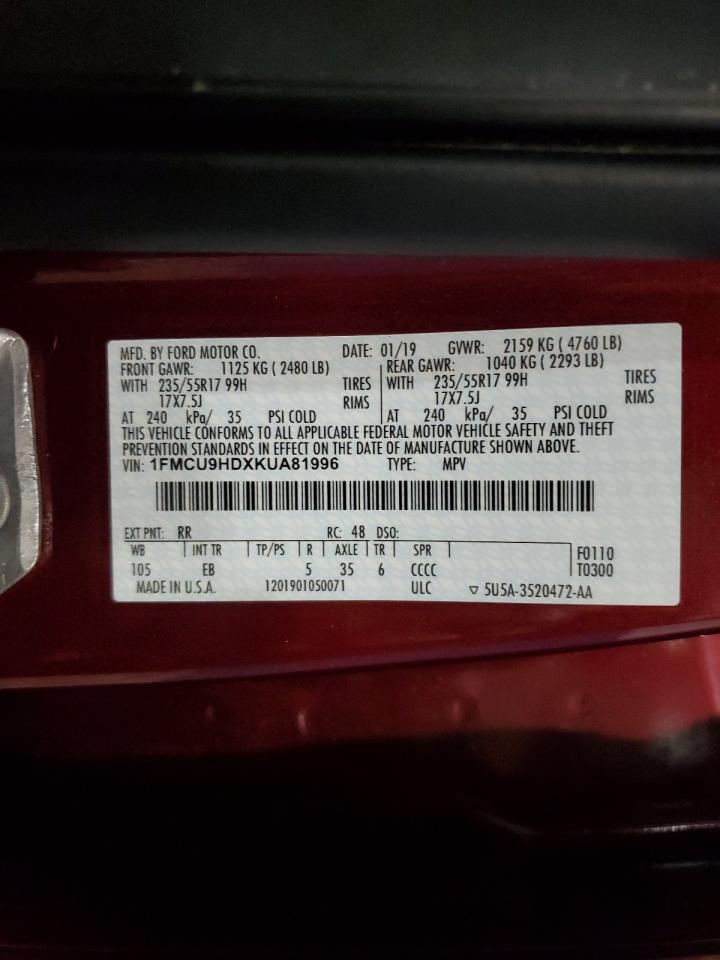 MFD. BY FORD MOTOR CO. DATE: 01/19 GVWR: 2159 KG ( 4760 LB)
FRONT GAWR: 1125 KG ( 2480 LB) REAR GAWR: 1040 KG ( 2293 LB)
WITH 235/55R17 99H TIRES WITH 235/55R17 99H TIRES
17X7.5J RIMS 17X7.5J RIMS
AT 240 kPa/ 35 PSI COLD AT 240 kPa/ 35 PSI COLD
THIS VEHICLE CONFORMS TO ALL APPLICABLE FEDERAL MOTOR VEHICLE SAFETY AND THEFT
PREVENTION STANDARDS IN EFFECT ON THE DATE OF MANUFACTURE SHOWN ABOVE.
VIN: 1FMCU9HDXKUA81996 TYPE: MPV
EXT PNT: RR RC: 48 DSO:
WB INT TR TP/PS R AXLE TR SPR F0110
105 EB 5 35 6 CCCC T0300
MADE IN U.S.A. 1201901050071 ULC ▽ 5U5A-3520472-AA